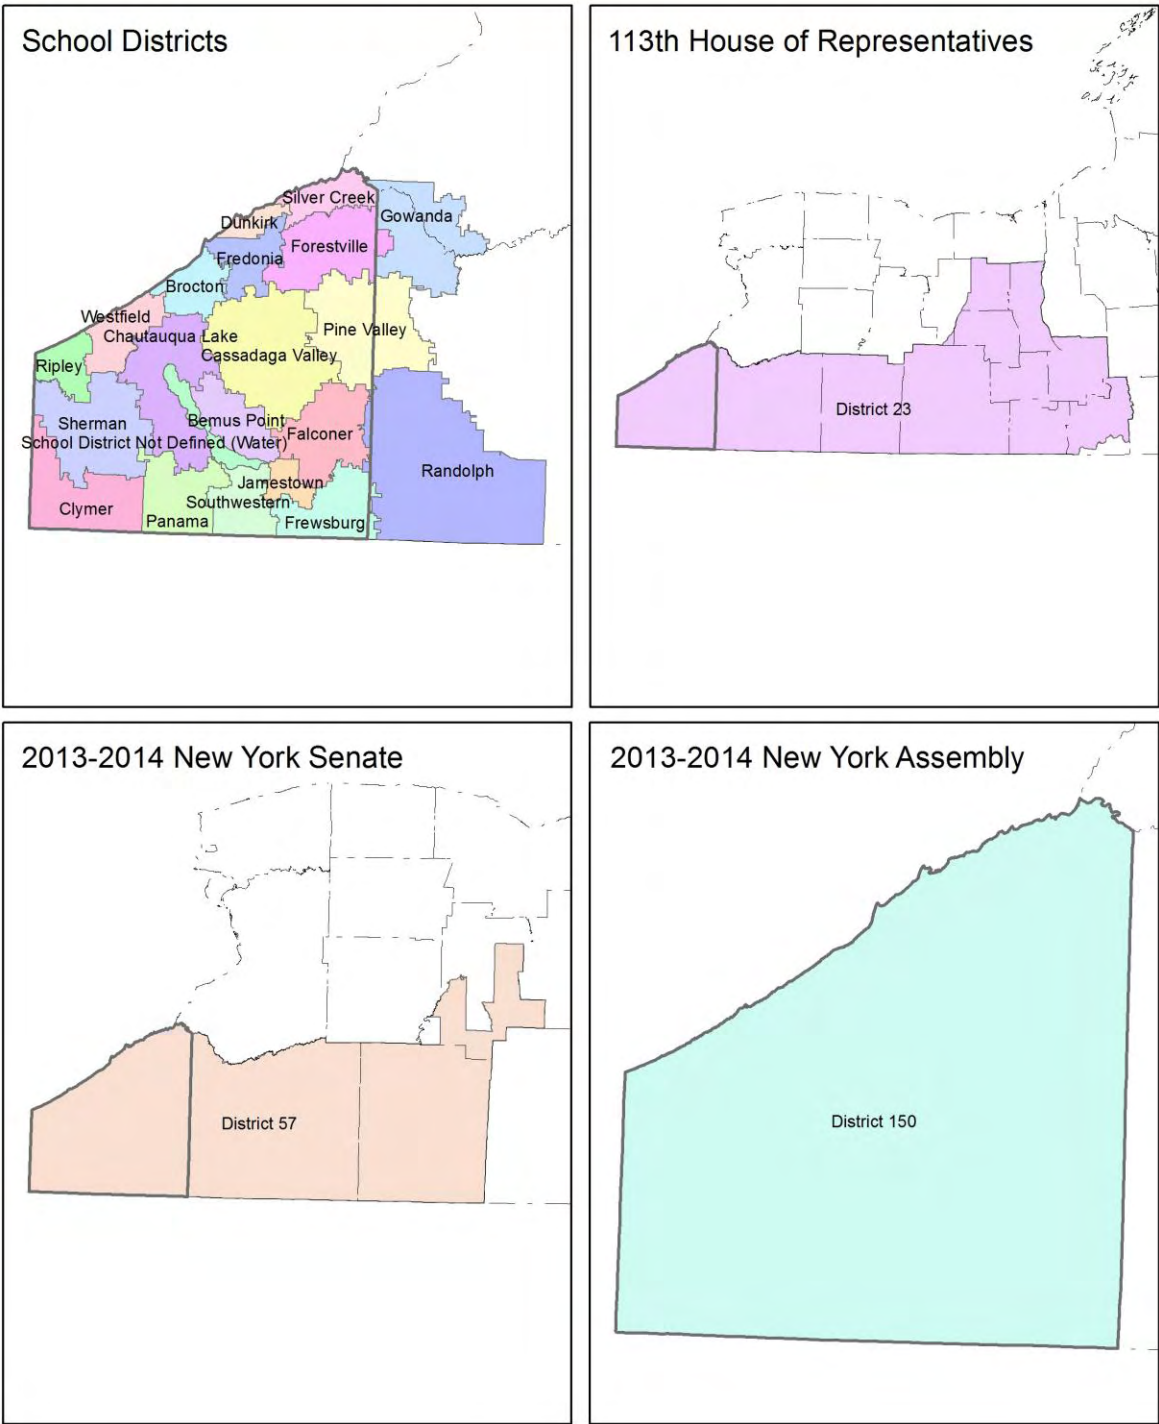 School Districts
Silver Creek
Gowanda
Dunkirk
Forestville
Fredonia
Brocton
Westfield
Chautauqua Lake
Pine Valley
Cassadaga Valley
Ripley
Sherman
Bemus Point
Falconer
School District Not Defined (Water)
Randolph
Jamestown
Southwestern
Clymer
Panama
Frewsburg
113th House of Representatives
District 23
2013-2014 New York Senate
District 57
2013-2014 New York Assembly
District 150